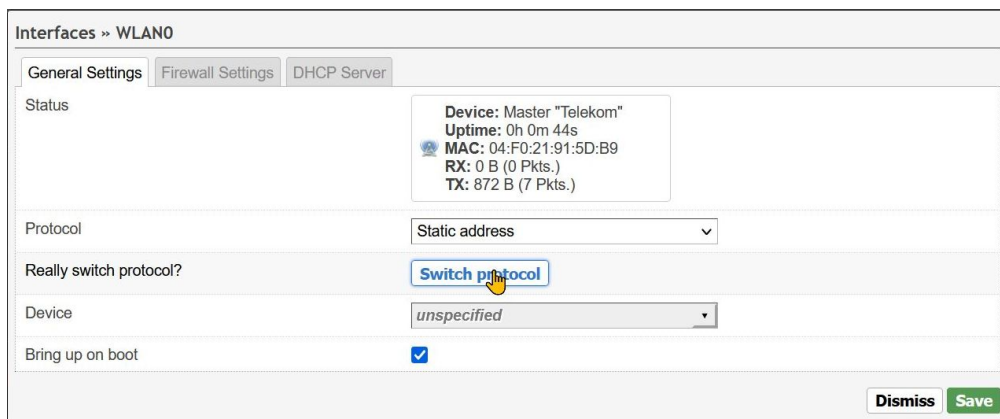 Interfaces » WLAN0
General Settings Firewall Settings DHCP Server
Status
Device: Master "Telekom"
Uptime: 0h 0m 44s
MAC: 04:F0:21:91:5D:B9
RX: 0 B (0 Pkts.)
TX: 872 B (7 Pkts.)
Protocol Static address
Really switch protocol? Switch protocol
Device unspecified
Bring up on boot
Dismiss Save